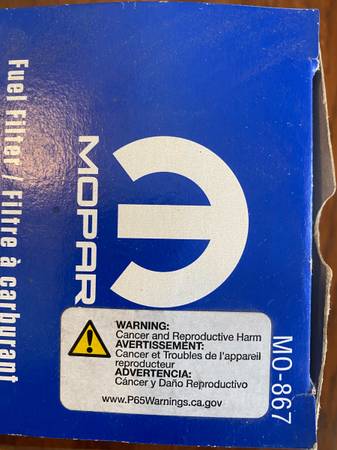 MOPAR
MO-867
Fuel Filter / Filtre à carburant
WARNING:
Cancer and Reproductive Harm
AVERTISSEMENT:
Cancer et Troubles de l'appareil
reproducteur
ADVERTENCIA:
Cáncer y Daño Reproductivo
www.P65Warnings.ca.gov